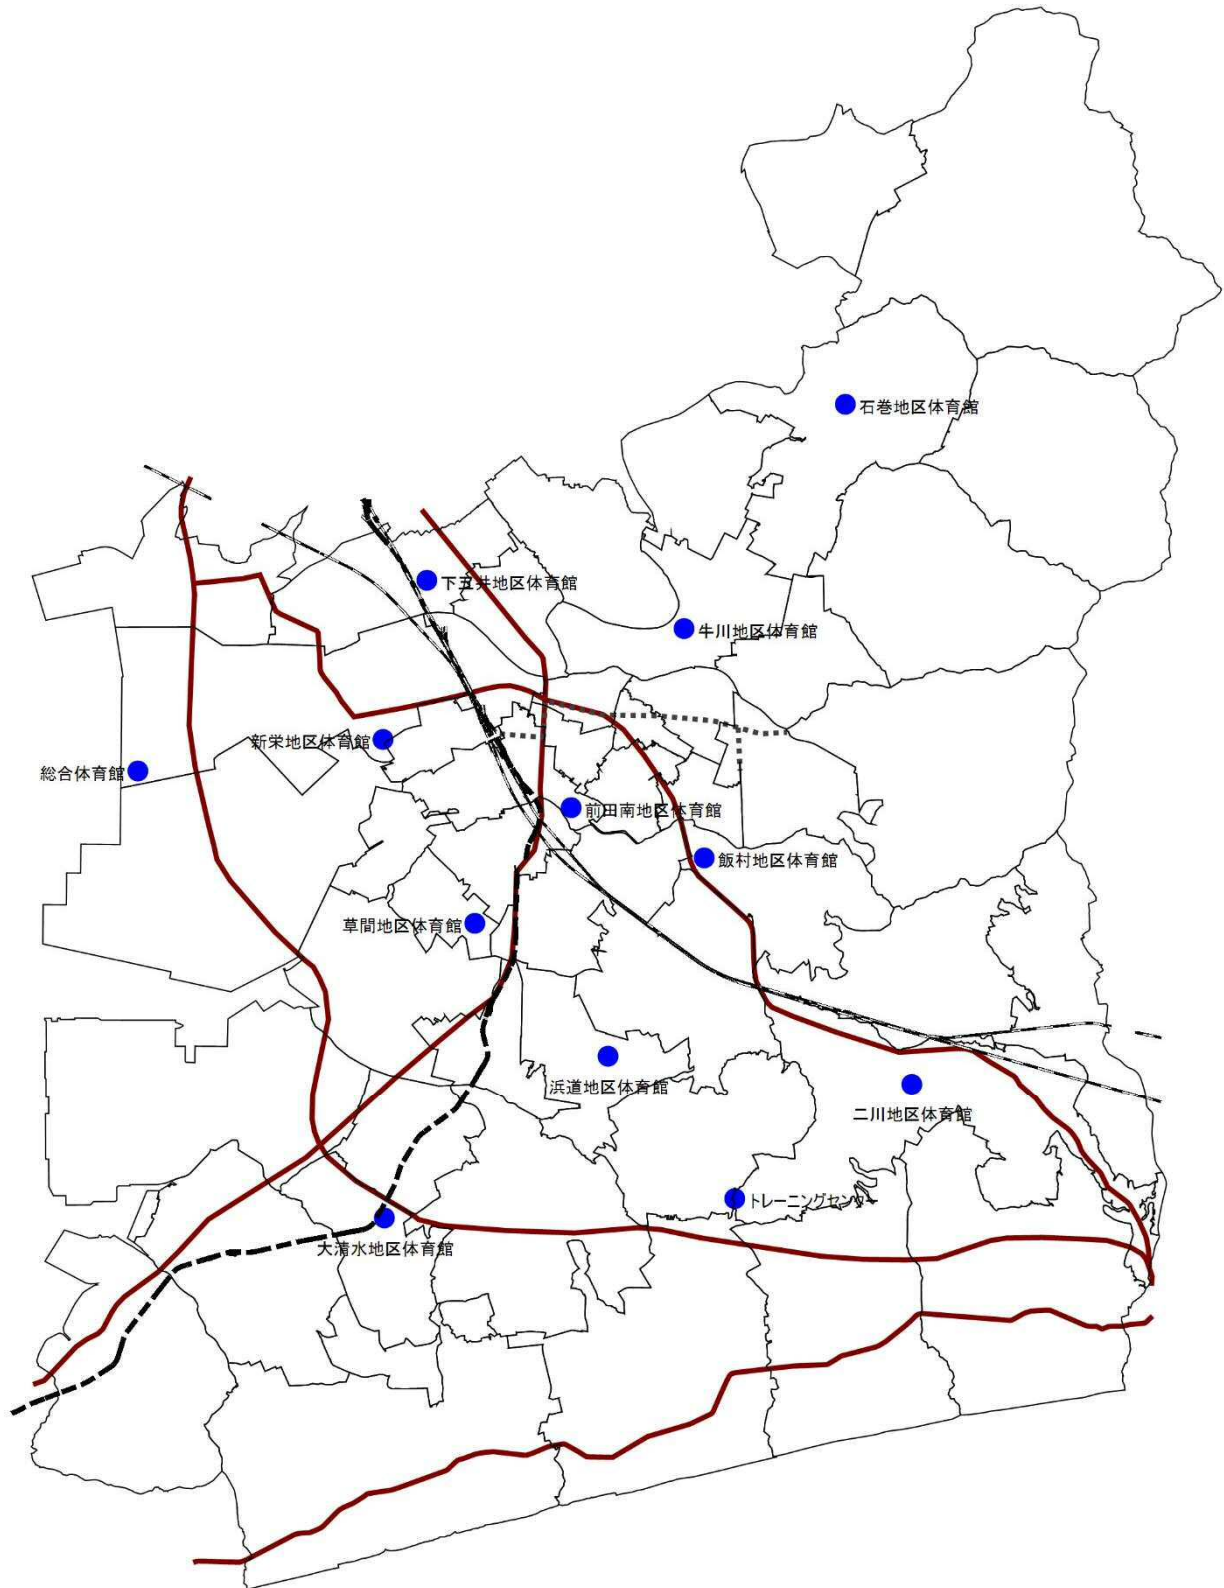 石巻地区体育館
下五井地区体育館
牛川地区体育館
新栄地区体育館
総合体育館
前田南地区体育館
飯村地区体育館
草間地区体育館
浜道地区体育館
二川地区体育館
トレーニングセンター
大清水地区体育館